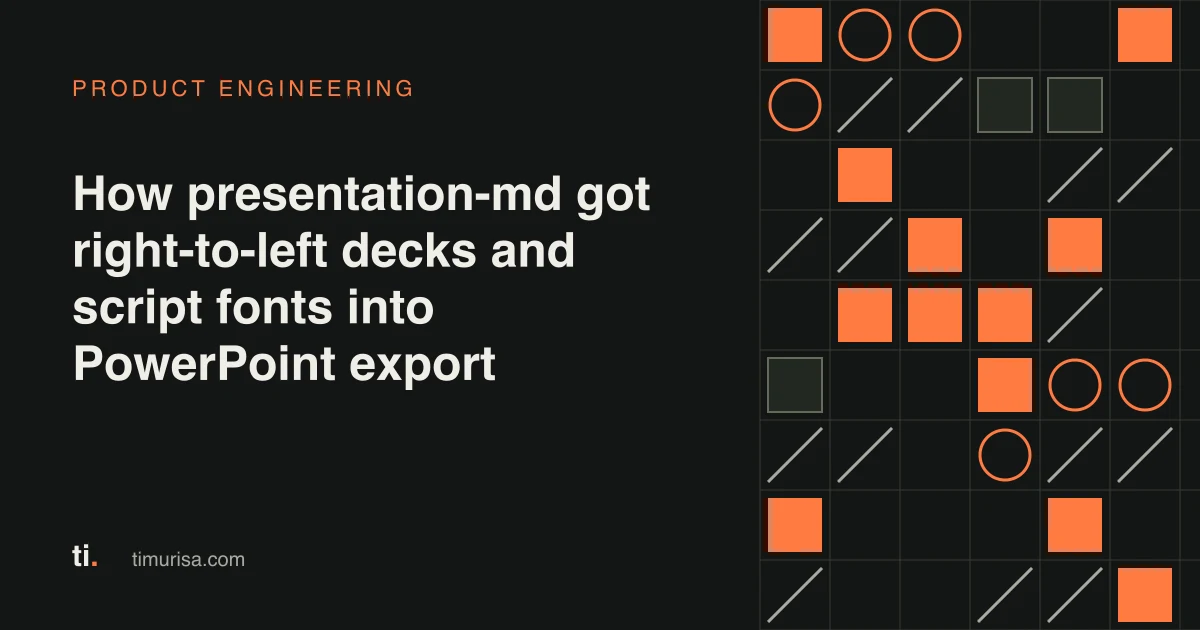 PRODUCT ENGINEERING
How presentation-md got
right-to-left decks and
script fonts into
PowerPoint export
ti.
timurisa.com